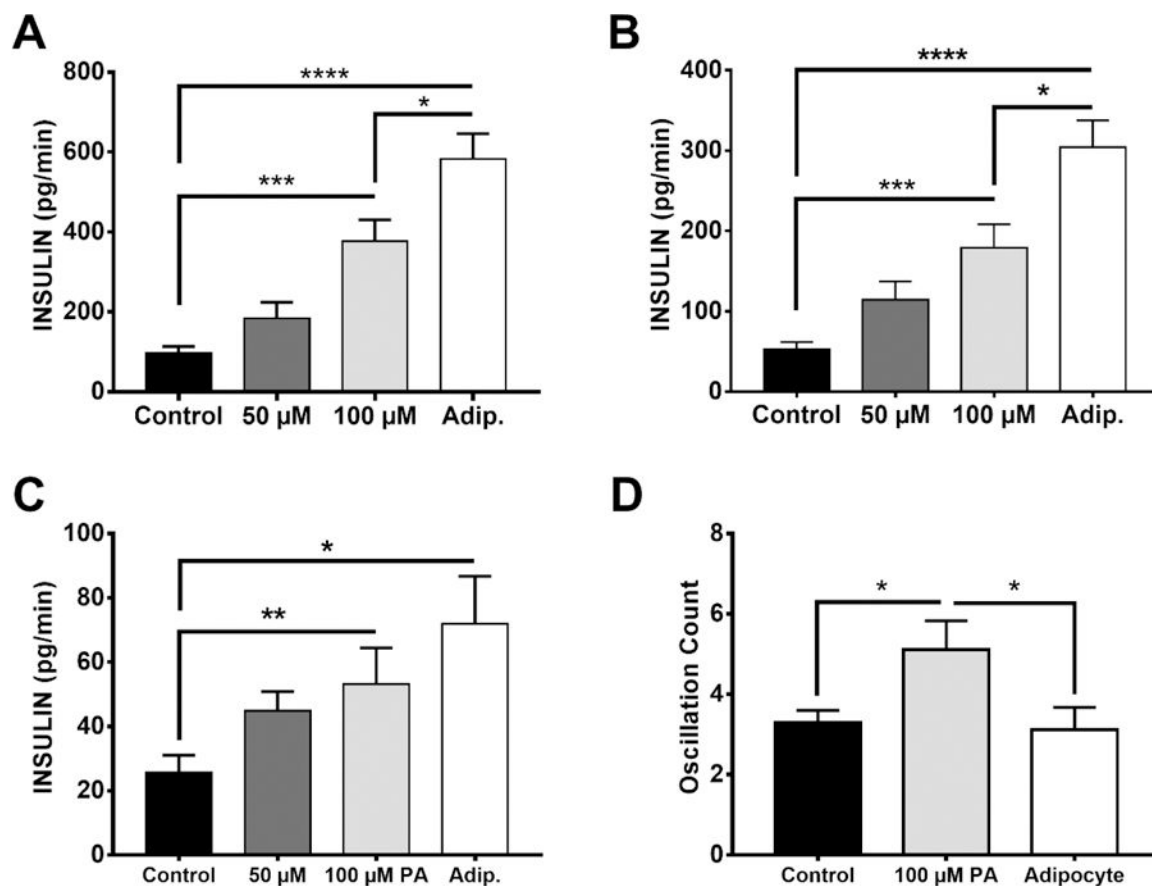 A
INSULIN (pg/min)
800
600
400
200
0
****
*
***
Control 50 µM 100 µM Adip.
B
INSULIN (pg/min)
400
300
200
100
0
****
*
***
Control 50 µM 100 µM Adip.
C
INSULIN (pg/min)
100
80
60
40
20
0
*
**
Control 50 µM 100 µM PA Adip.
D
Oscillation Count
8
6
4
2
0
* *
Control 100 µM PA Adipocyte